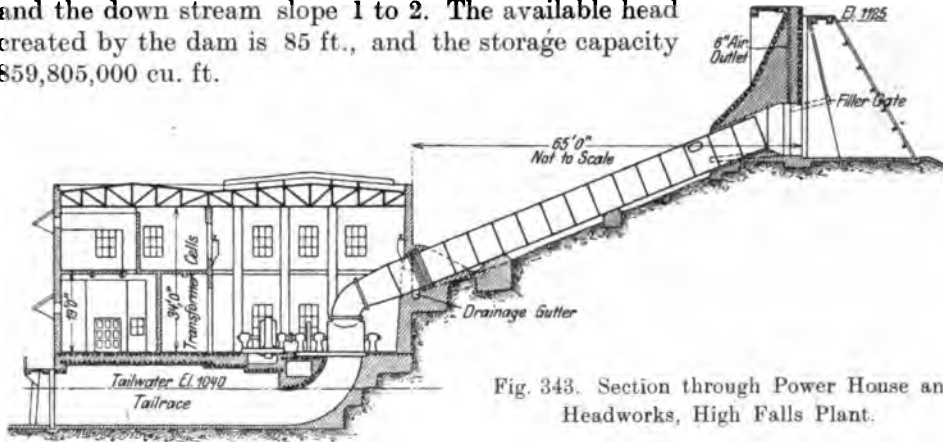 and the down stream slope 1 to 2. The available head
created by the dam is 85 ft., and the storage capacity
859,805,000 cu. ft.
El. 1185
6" Air
Outlet
Filler Gate
65'0"
Not to Scale
19'0"
34'0"
Transformer Cells
Drainage Gutter
Tailwater El. 1040
Tailrace
Fig. 343. Section through Power House an
Headworks, High Falls Plant.